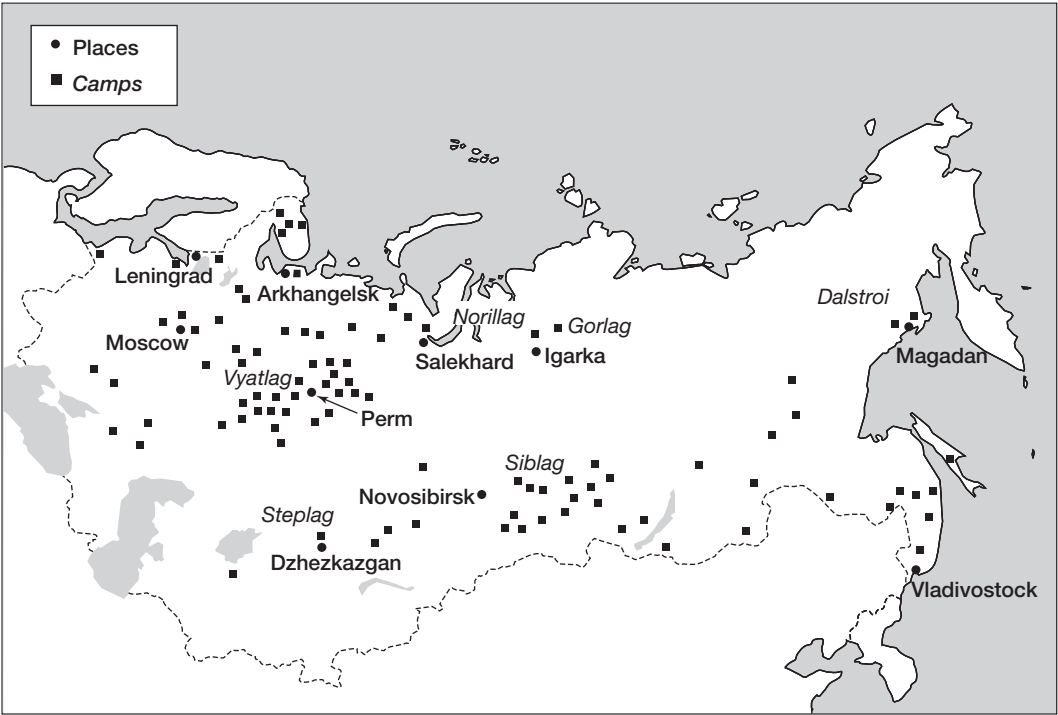 Places
Camps
Leningrad
Arkhangelsk
Dalstroi
Norillag
Gorlag
Moscow
Salekhard
Igarka
Magadan
Vyatlag
Perm
Siblag
Novosibirsk
Steplag
Dzhezkazgan
Vladivostock